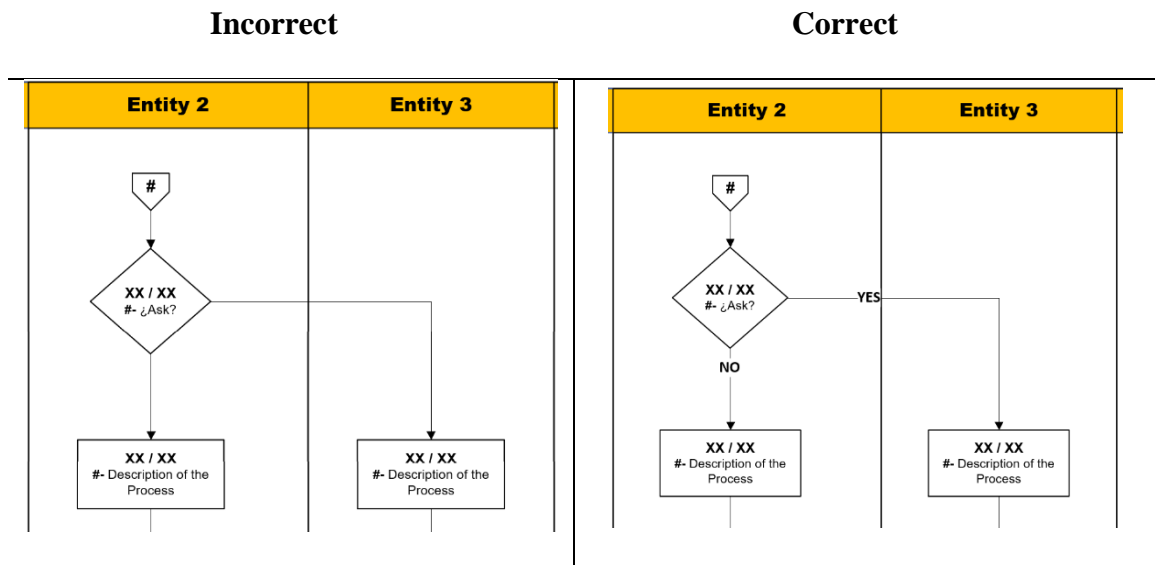 Incorrect
Correct
Entity 2
Entity 3
#
XX / XX
#- ¿Ask?
XX / XX
#- Description of the
Process
XX / XX
#- Description of the
Process
Entity 2
Entity 3
#
XX / XX
#- ¿Ask?
YES
NO
XX / XX
#- Description of the
Process
XX / XX
#- Description of the
Process